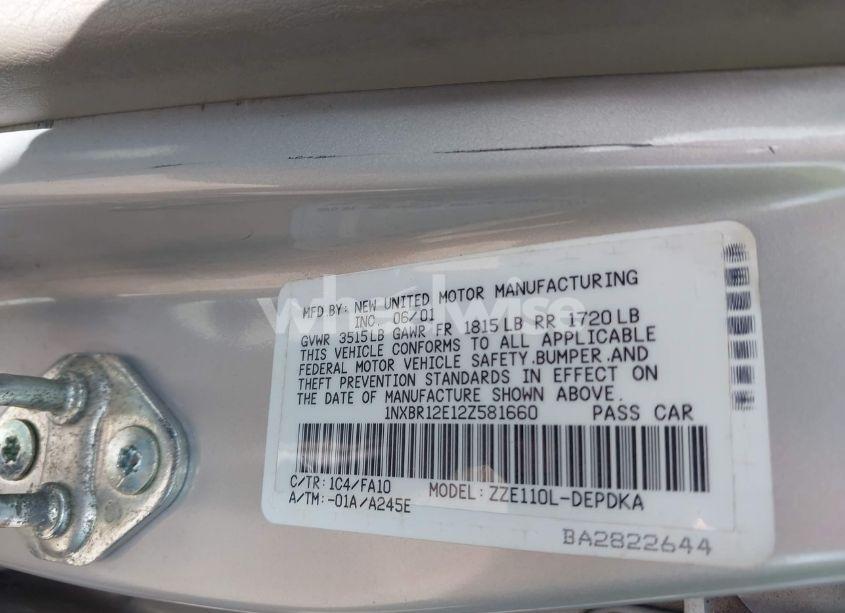 MFD.BY: NEW UNITED MOTOR MANUFACTURING
INC. 06/01
GVWR 3515LB GAWR FR 1815LB RR 1720LB
THIS VEHICLE CONFORMS TO ALL APPLICABLE
FEDERAL MOTOR VEHICLE SAFETY.BUMPER.AND
THEFT PREVENTION STANDARDS IN EFFECT ON
THE DATE OF MANUFACTURE SHOWN ABOVE.
1NXBR12E12Z581660 PASS CAR
C/TR: 1C4/FA10 MODEL: ZZE110L-DEPDKA
A/TM: -01A/A245E
BA2822644
wheelwise